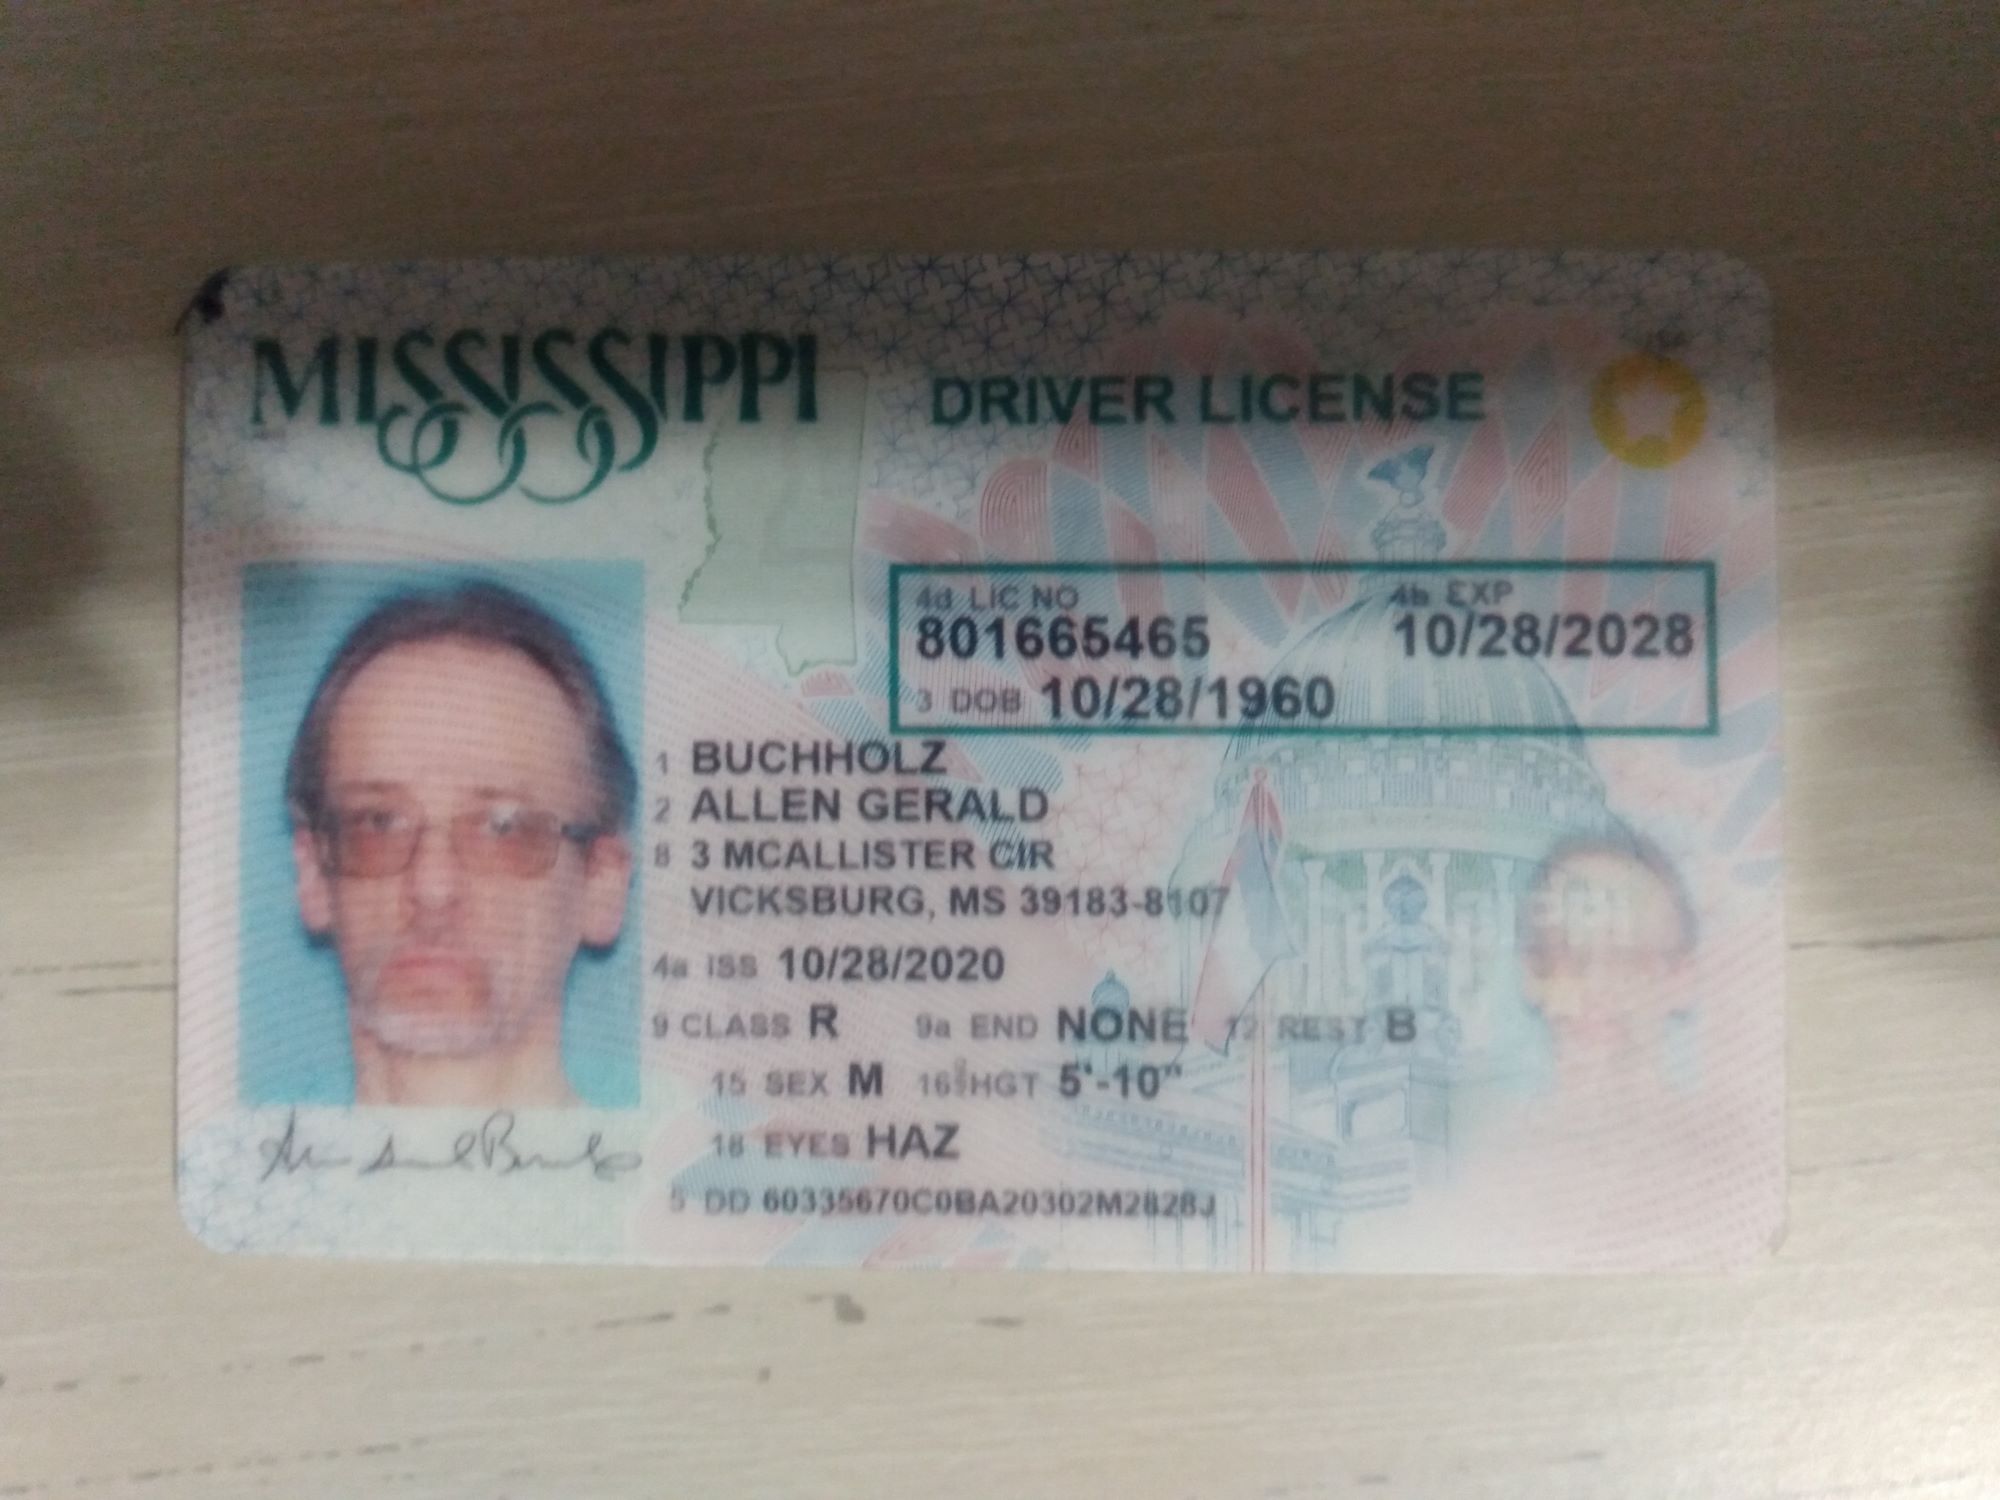 MISSISSIPPI
DRIVER LICENSE
4d LIC NO 4b EXP
801665465 10/28/2028
3 DOB 10/28/1960
1 BUCHHOLZ
2 ALLEN GERALD
8 3 MCALLISTER CIR
VICKSBURG, MS 39183-8107
4a ISS 10/28/2020
9 CLASS R 9a END NONE 12 REST B
15 SEX M 16 HGT 5'-10"
18 EYES HAZ
5 DD 60335670C0BA20302M2828J